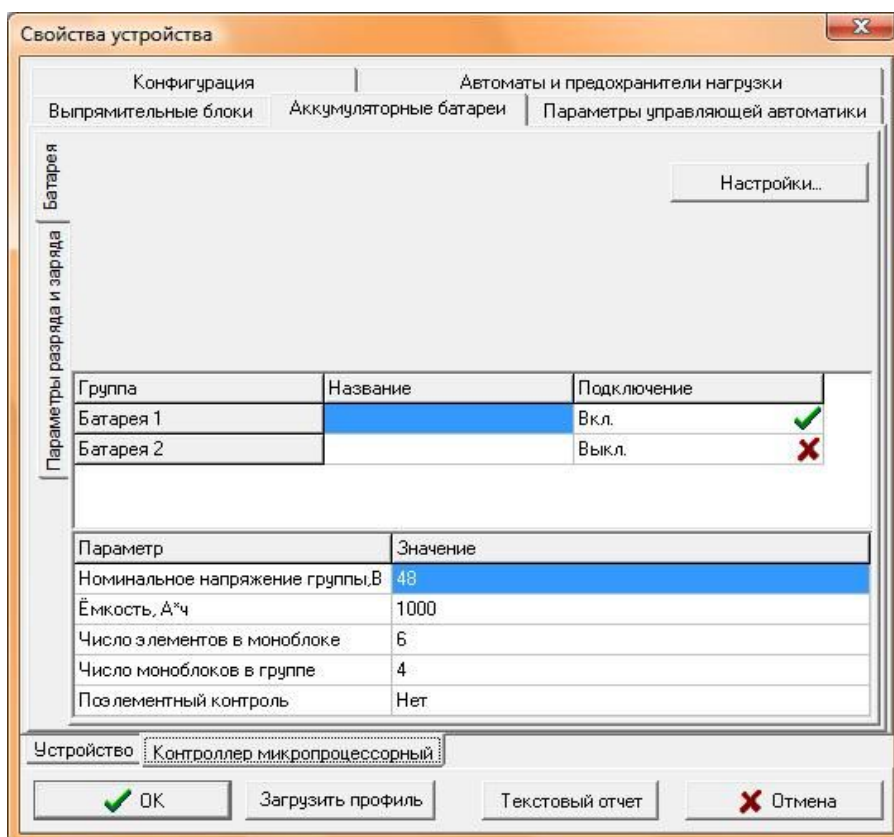 Свойства устройства
Конфигурация Автоматы и предохранители нагрузки
Выпрямительные блоки Аккумуляторные батареи Параметры управляющей автоматики
Батарея
Параметры разряда и заряда
Настройки...
Группа Название Подключение
Батарея 1 Вкл.
Батарея 2 Выкл.
Параметр Значение
Номинальное напряжение группы,В 48
Ёмкость, А*ч 1000
Число элементов в моноблоке 6
Число моноблоков в группе 4
Поэлементный контроль Нет
Устройство Контроллер микропроцессорный
OK Загрузить профиль Текстовый отчет Отмена